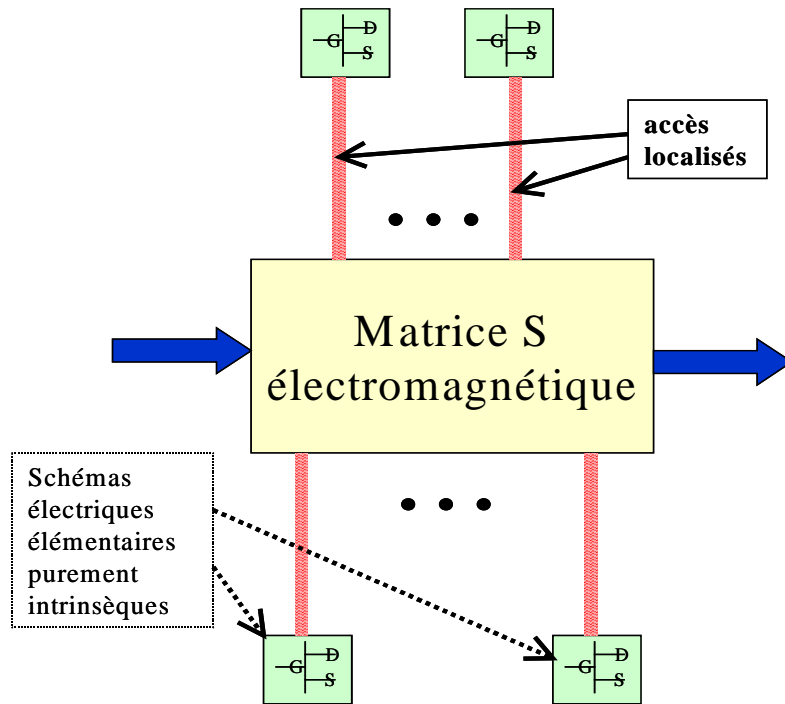 G D S
G D S
accès
localisés
Matrice S
électromagnétique
Schémas
électriques
élémentaires
purement
intrinsèques
G D S
G D S